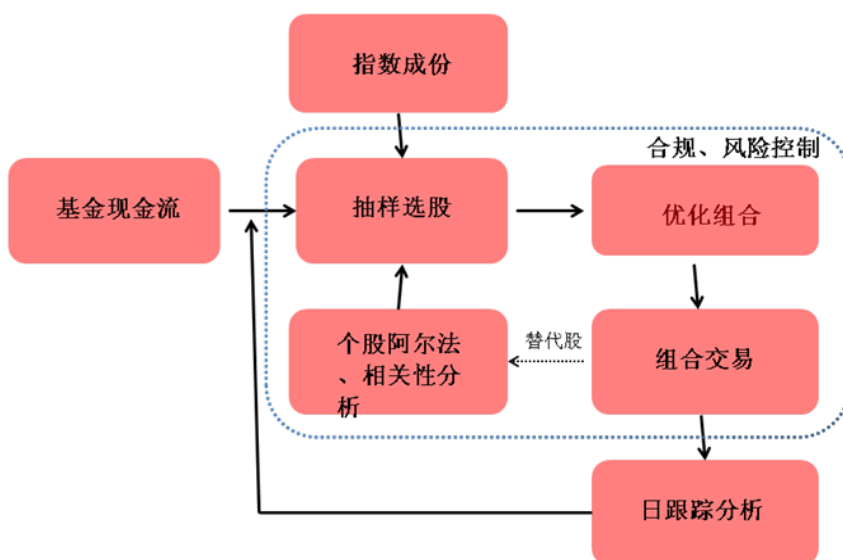 指数成份
合规、风险控制
基金现金流
抽样选股
优化组合
个股阿尔法
、相关性分
析
替代股
组合交易
日跟踪分析